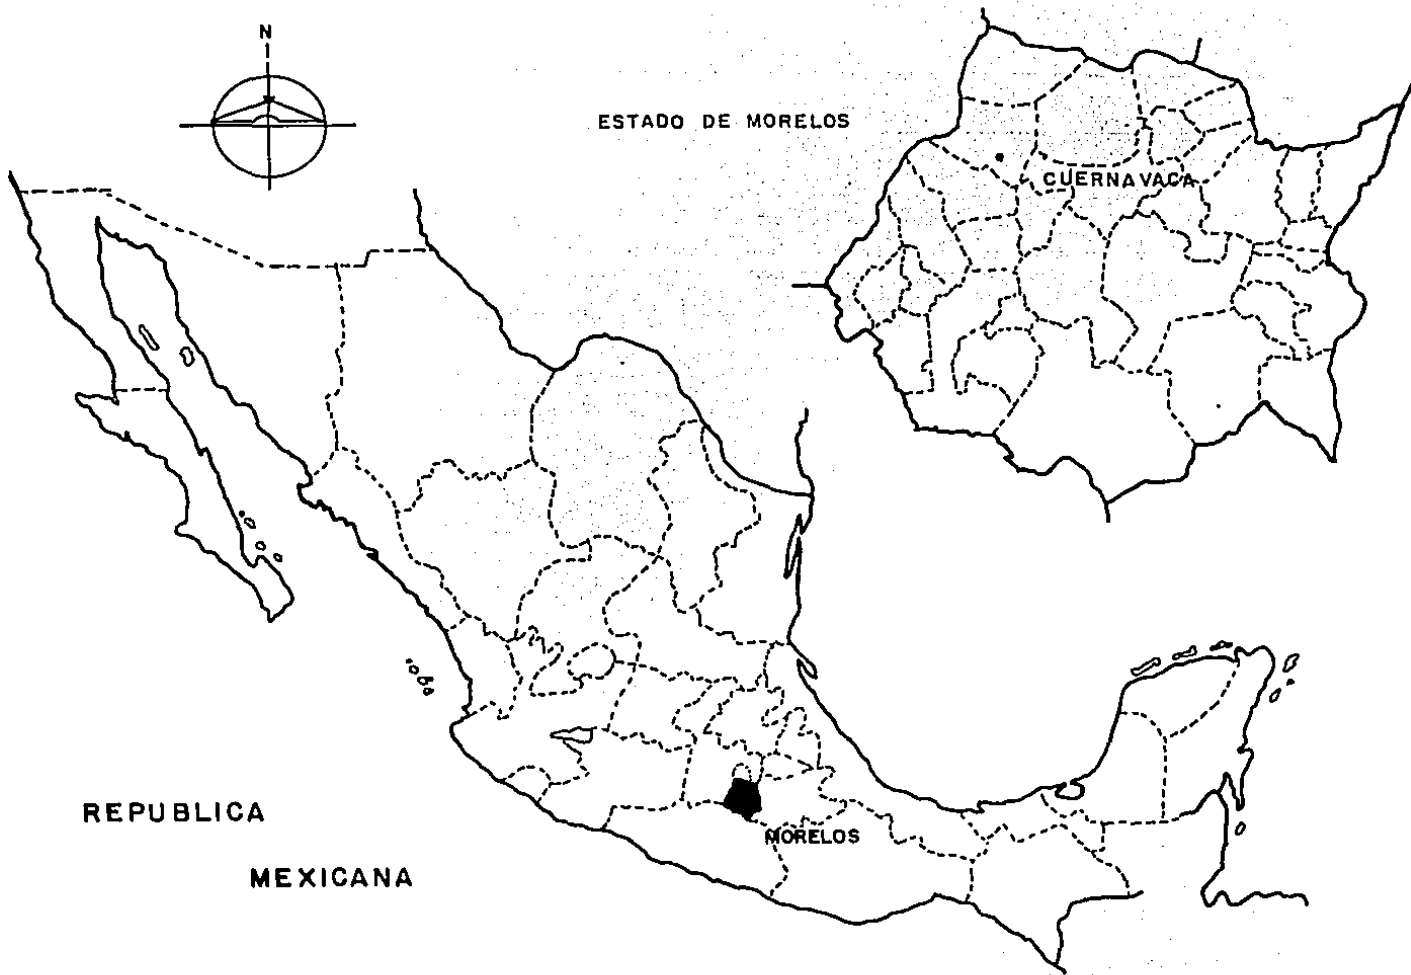 N
ESTADO DE MORELOS
CUERNAVACA
REPUBLICA
MEXICANA
MORELOS